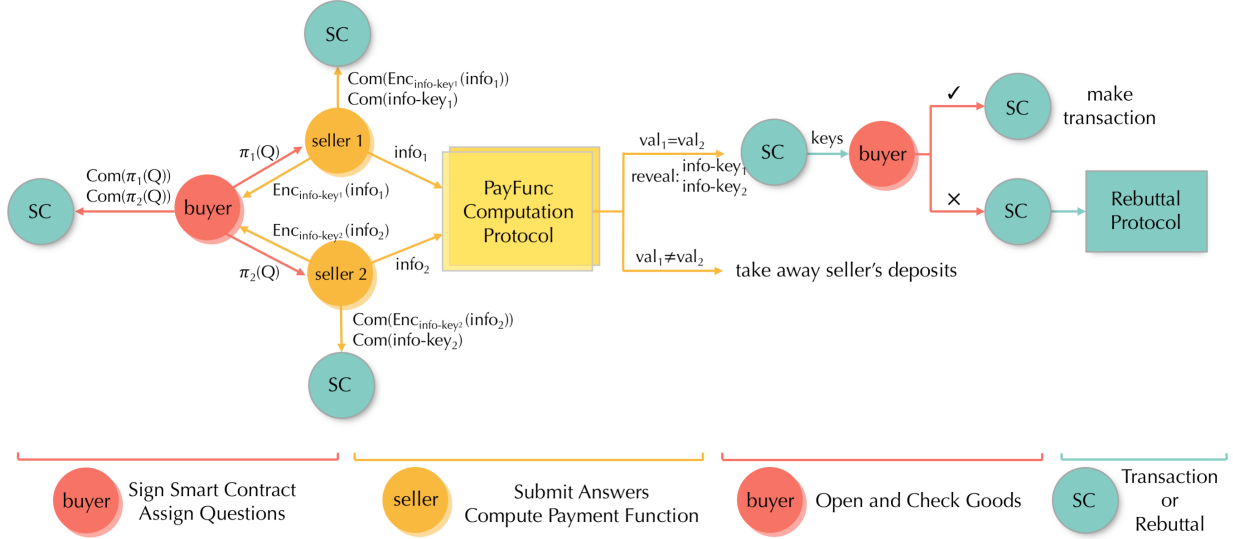 SC
Com(Enc_info-key¹(info₁))
Com(info-key₁)
seller 1
π₁(Q)
info₁
Enc_info-key¹(info₁)
Com(π₁(Q))
Com(π₂(Q))
SC
buyer
Enc_info-key²(info₂)
π₂(Q)
seller 2
info₂
Com(Enc_info-key²(info₂))
Com(info-key₂)
SC
PayFunc
Computation
Protocol
val₁=val₂
reveal: info-key₁
info-key₂
val₁≠val₂
take away seller's deposits
SC
keys
buyer
✓
SC
make
transaction
×
SC
Rebuttal
Protocol
buyer
Sign Smart Contract
Assign Questions
seller
Submit Answers
Compute Payment Function
buyer
Open and Check Goods
SC
Transaction
or
Rebuttal